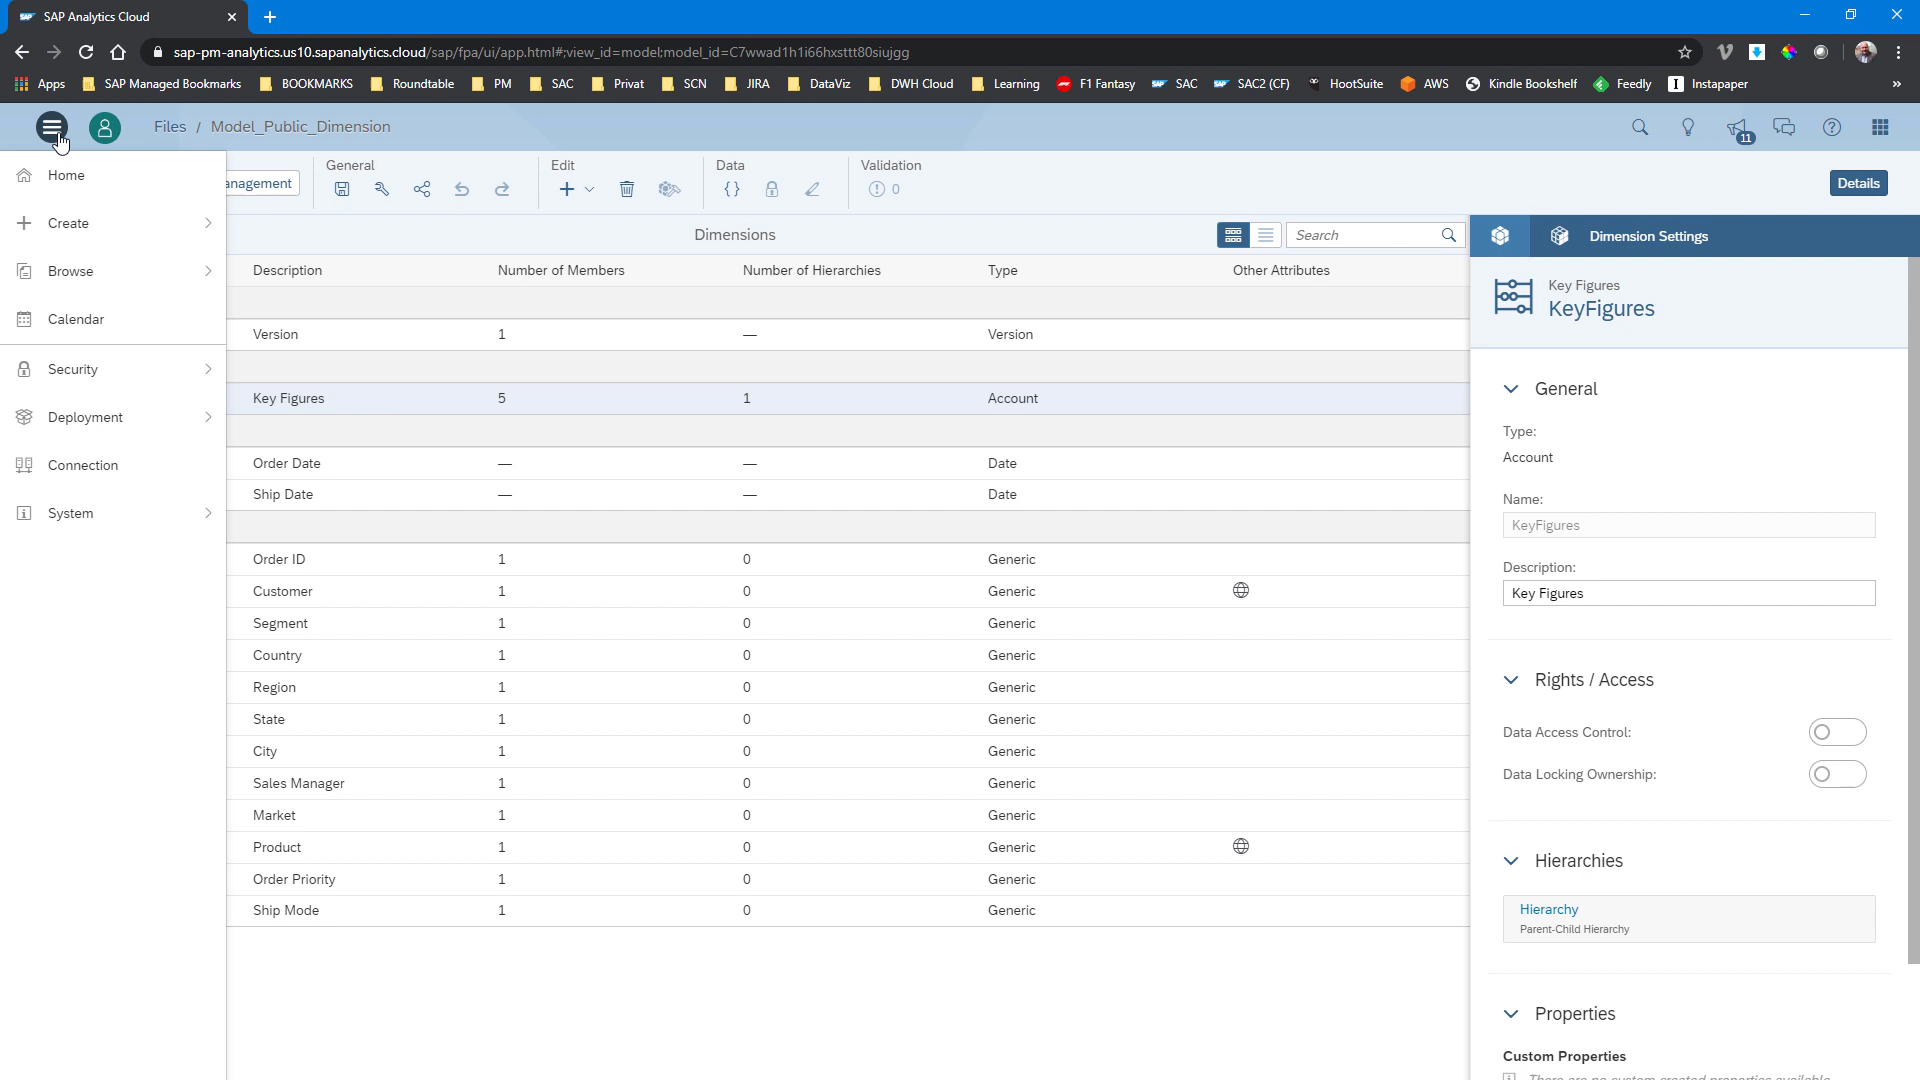 SAP Analytics Cloud
sap-pm-analytics.us10.sapanalytics.cloud/sap/fpa/ui/app.html#;view_id=model;model_id=C7wwad1h1i66hxsttt80siujgg
Apps SAP Managed Bookmarks BOOKMARKS Roundtable PM SAC Privat SCN JIRA DataViz DWH Cloud Learning F1 Fantasy SAC SAC2 (CF) HootSuite AWS Kindle Bookshelf Feedly Instapaper »
Files / Model_Public_Dimension
11
Home
Create
Browse
Calendar
Security
Deployment
Connection
System
anagement
General
Edit
Data
Validation
0
Details
Dimensions
Search
Description Number of Members Number of Hierarchies Type Other Attributes
Version 1 — Version
Key Figures 5 1 Account
Order Date — — Date
Ship Date — — Date
Order ID 1 0 Generic
Customer 1 0 Generic
Segment 1 0 Generic
Country 1 0 Generic
Region 1 0 Generic
State 1 0 Generic
City 1 0 Generic
Sales Manager 1 0 Generic
Market 1 0 Generic
Product 1 0 Generic
Order Priority 1 0 Generic
Ship Mode 1 0 Generic
Dimension Settings
Key Figures
KeyFigures
General
Type:
Account
Name:
KeyFigures
Description:
Key Figures
Rights / Access
Data Access Control:
Data Locking Ownership:
Hierarchies
Hierarchy
Parent-Child Hierarchy
Properties
Custom Properties
There are no custom created properties available